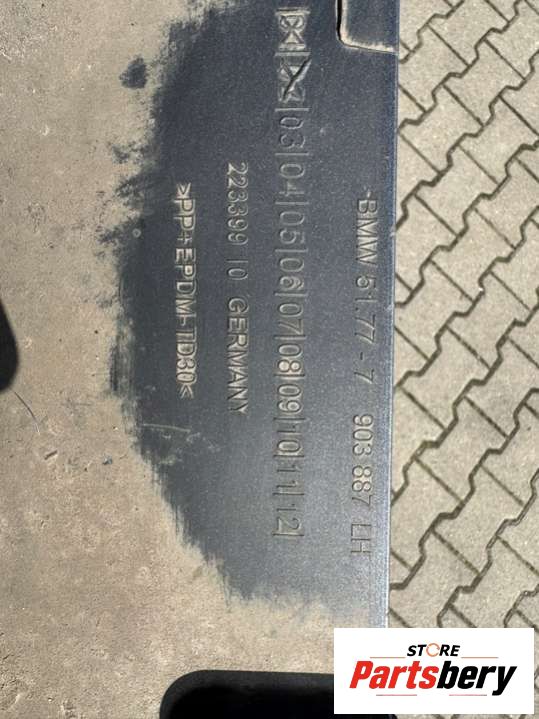 BMW 51.77-7 903 887 LH
03|04|05|06|07|08|09|10|11|12|
223399 10 GERMANY
>PP+EPDM-TD30<
STORE
Partsbery